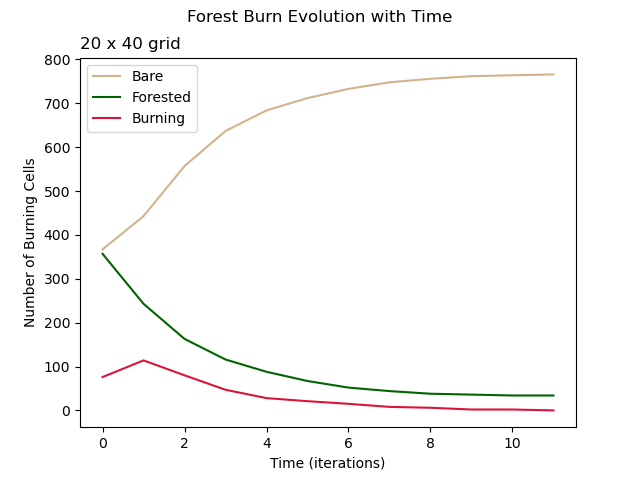 Forest Burn Evolution with Time
20 x 40 grid
Bare
Forested
Burning
Number of Burning Cells
800
700
600
500
400
300
200
100
0
0 2 4 6 8 10
Time (iterations)